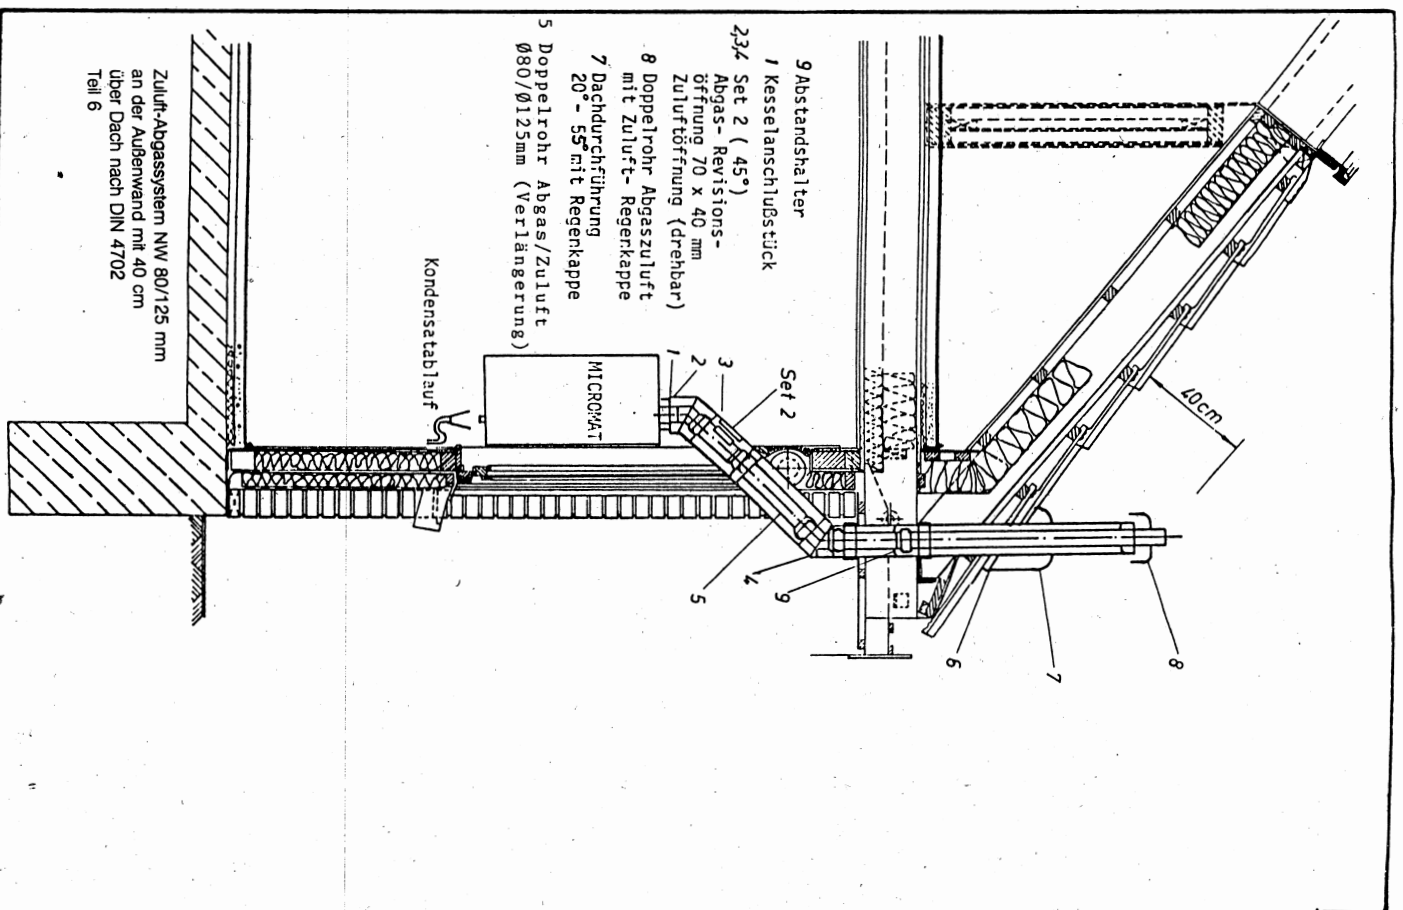 9 Abstandshalter
1 Kesselanschlußstück
2,3,4 Set 2 ( 45°)
Abgas- Revisions-
öffnung 70 x 40 mm
Zuluftöffnung (drehbar)
8 Doppelrohr Abgaszuluft
mit Zuluft- Regenkappe
7 Dachdurchführung
20°- 55° mit Regenkappe
5 Doppelrohr Abgas/Zuluft
Ø80/Ø125mm (Verlängerung)
Kondensatablauf
MICROMAT
1
2
3
Set 2
40cm
4
5
9
6
7
8
Zuluft-Abgassystem NW 80/125 mm
an der Außenwand mit 40 cm
über Dach nach DIN 4702
Teil 6